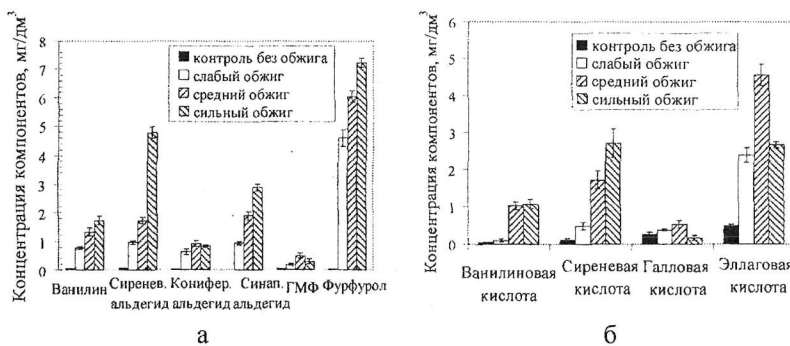 Концентрация компонентов, мг/дм³
8
7
6
5
4
3
2
1
0
контроль без обжига
слабый обжиг
средний обжиг
сильный обжиг
Ванилин Сиренев. Конифер. Синап. ГМФ Фурфурол
альдегид альдегид альдегид
а
Концентрация компонентов, мг/дм³
6
5
4
3
2
1
0
контроль без обжига
слабый обжиг
средний обжиг
сильный обжиг
Ванилиновая Сиреневая Галловая Эллаговая
кислота кислота кислота кислота
б